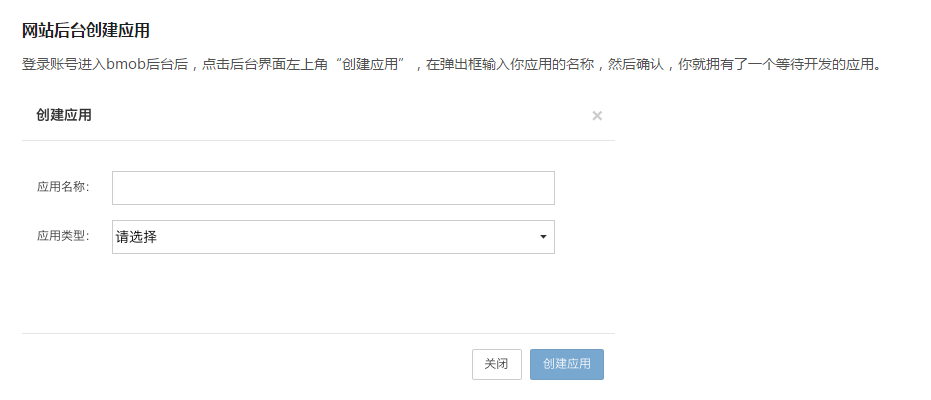 网站后台创建应用
登录账号进入bmob后台后，点击后台界面左上角“创建应用”，在弹出框输入你应用的名称，然后确认，你就拥有了一个等待开发的应用。
创建应用 ×
应用名称：
应用类型： 请选择
关闭 创建应用